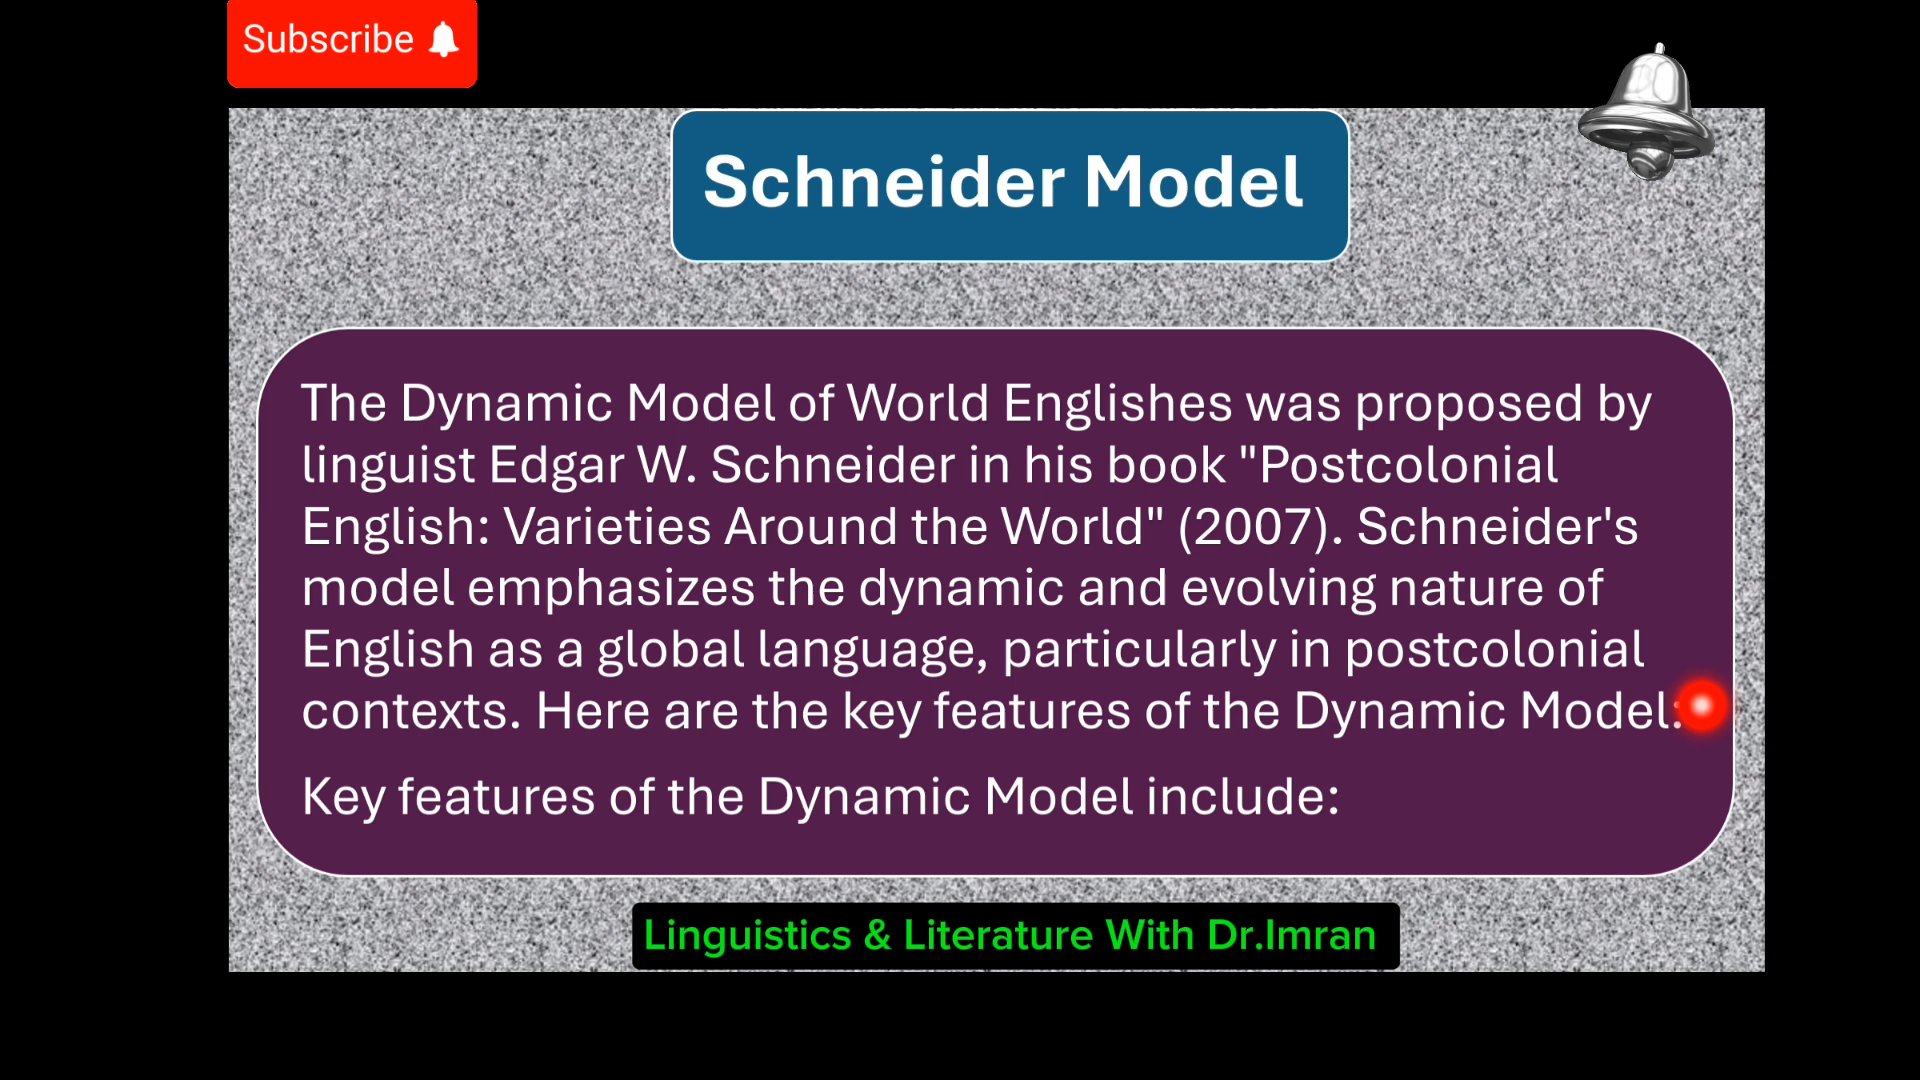 Subscribe
Schneider Model
The Dynamic Model of World Englishes was proposed by
linguist Edgar W. Schneider in his book "Postcolonial
English: Varieties Around the World" (2007). Schneider's
model emphasizes the dynamic and evolving nature of
English as a global language, particularly in postcolonial
contexts. Here are the key features of the Dynamic Model:
Key features of the Dynamic Model include:
Linguistics & Literature With Dr.Imran